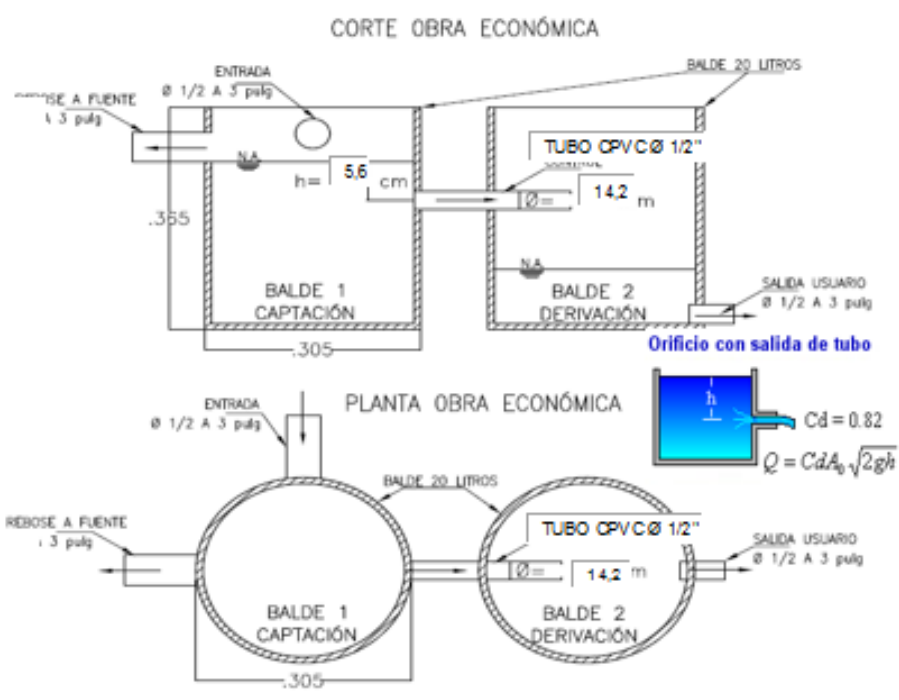 CORTE OBRA ECONÓMICA
ENTRADA
Ø 1/2 A 3 pulg
BALDE 20 LITROS
A FUENTE
3 pulg
TUBO CPVC Ø 1/2"
N.A.
h= 5,6 cm
Ø= 14,2 m
.355
N.A.
BALDE 1
CAPTACIÓN
BALDE 2
DERIVACIÓN
SALIDA USUARIO
Ø 1/2 A 3 pulg
.305
Orificio con salida de tubo
h
Cd = 0.82
Q = CdA₀ √2gh
PLANTA OBRA ECONÓMICA
ENTRADA
Ø 1/2 A 3 pulg
BALDE 20 LITROS
REBOSE A FUENTE
3 pulg
TUBO CPVC Ø 1/2"
SALIDA USUARIO
Ø 1/2 A 3 pulg
Ø= 14,2 m
BALDE 1
CAPTACIÓN
BALDE 2
DERIVACIÓN
.305